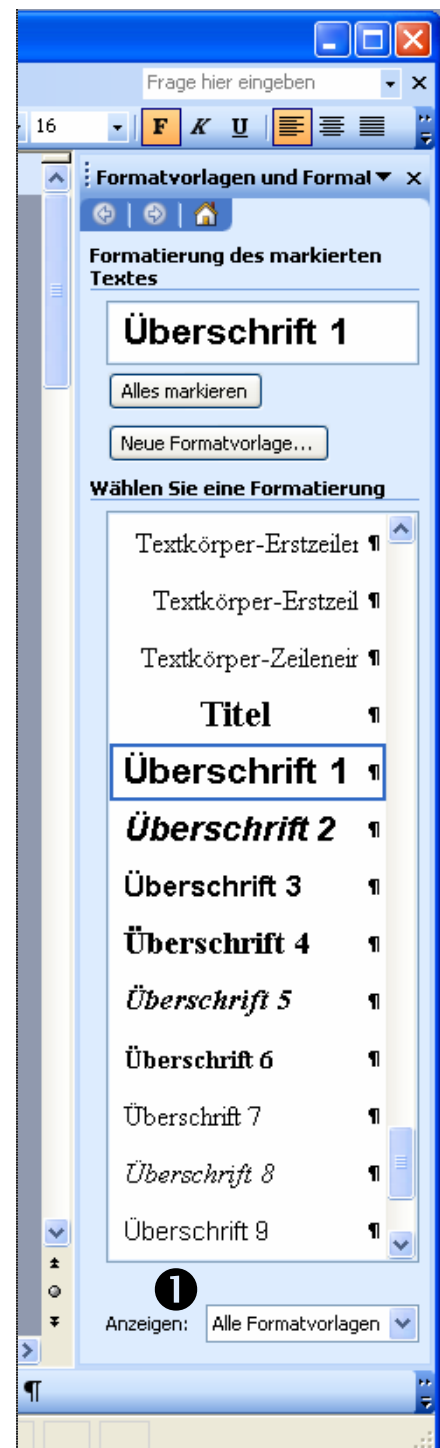 Frage hier eingeben
16 F K U
Formatvorlagen und Format
Formatierung des markierten
Textes
Überschrift 1
Alles markieren
Neue Formatvorlage...
Wählen Sie eine Formatierung
Textkörper-Erstzeiler ¶
Textkörper-Erstzeil ¶
Textkörper-Zeileneir ¶
Titel ¶
Überschrift 1 ¶
Überschrift 2 ¶
Überschrift 3 ¶
Überschrift 4 ¶
Überschrift 5 ¶
Überschrift 6 ¶
Überschrift 7 ¶
Überschrift 8 ¶
Überschrift 9 ¶
❶
Anzeigen: Alle Formatvorlagen
¶